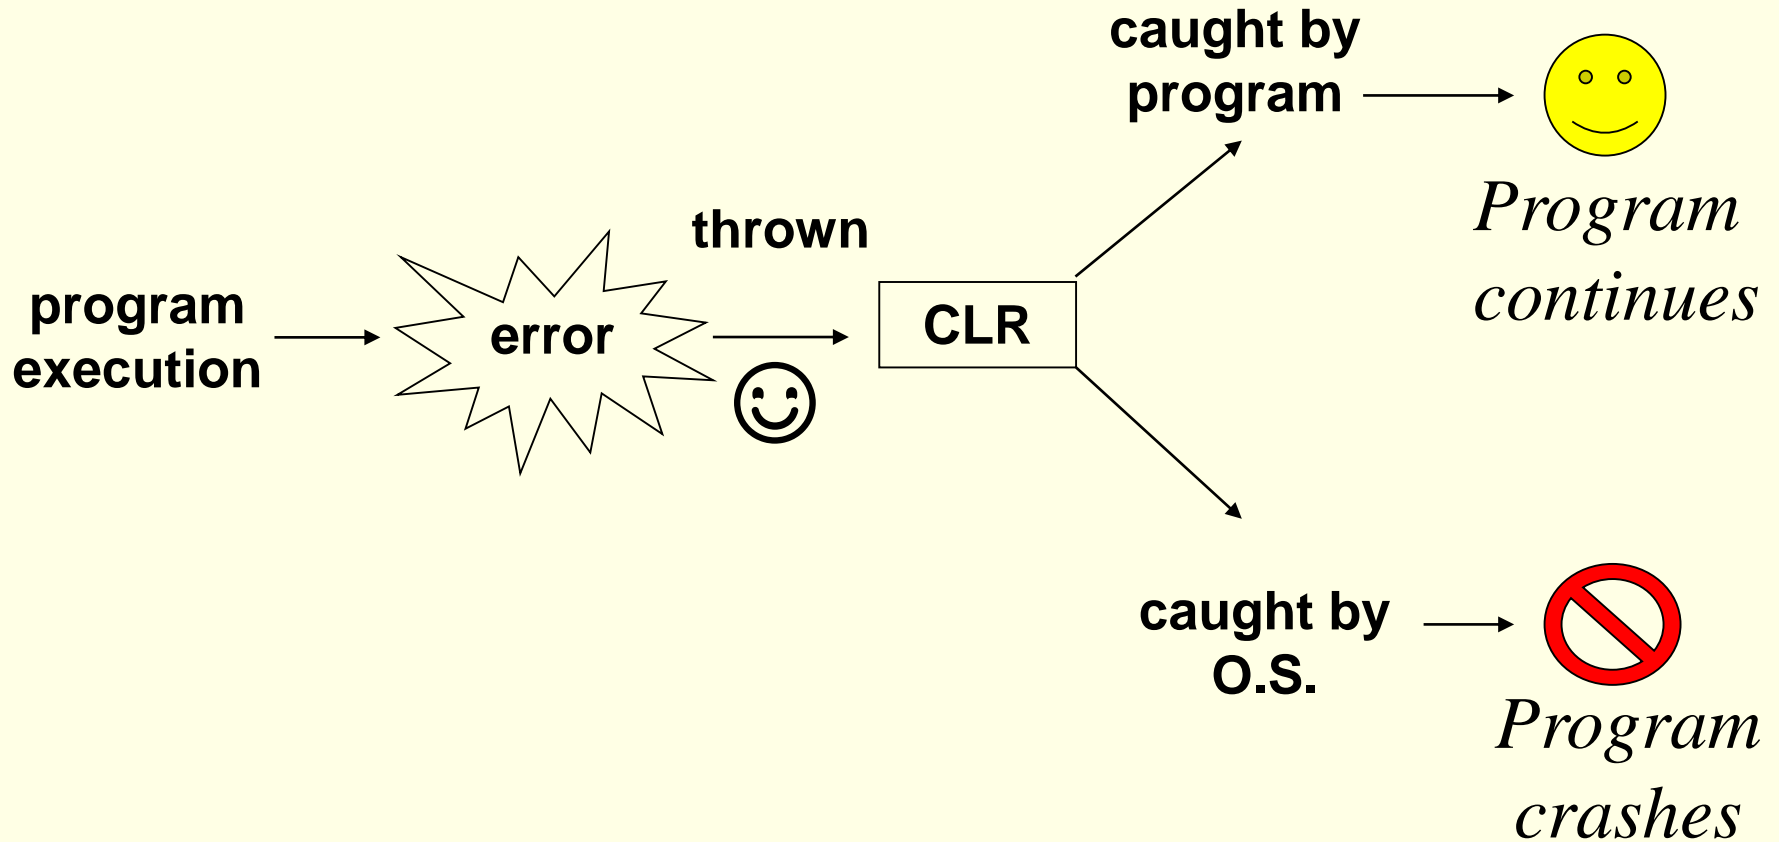 program
execution
error
thrown
CLR
caught by
program
Program
continues
caught by
O.S.
Program
crashes